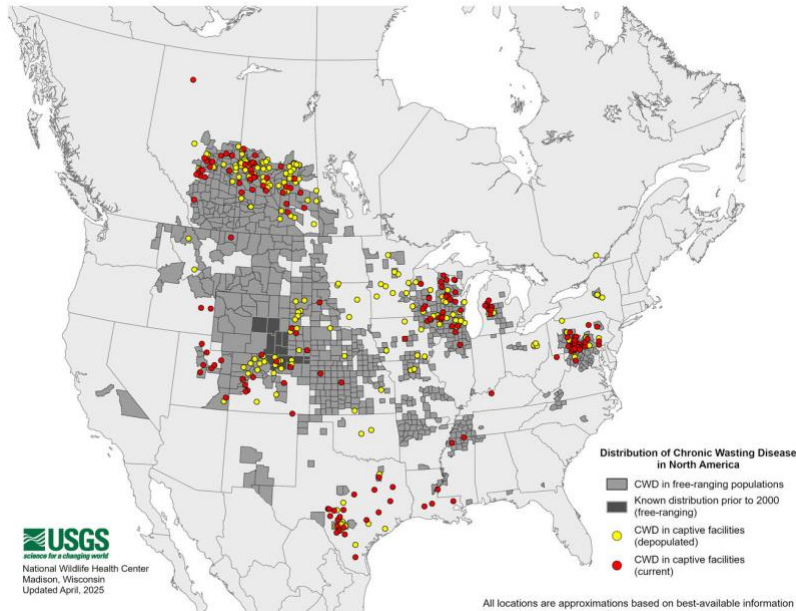 Distribution of Chronic Wasting Disease
in North America
CWD in free-ranging populations
Known distribution prior to 2000
(free-ranging)
CWD in captive facilities
(depopulated)
CWD in captive facilities
(current)
USGS
science for a changing world
National Wildlife Health Center
Madison, Wisconsin
Updated April, 2025
All locations are approximations based on best-available information